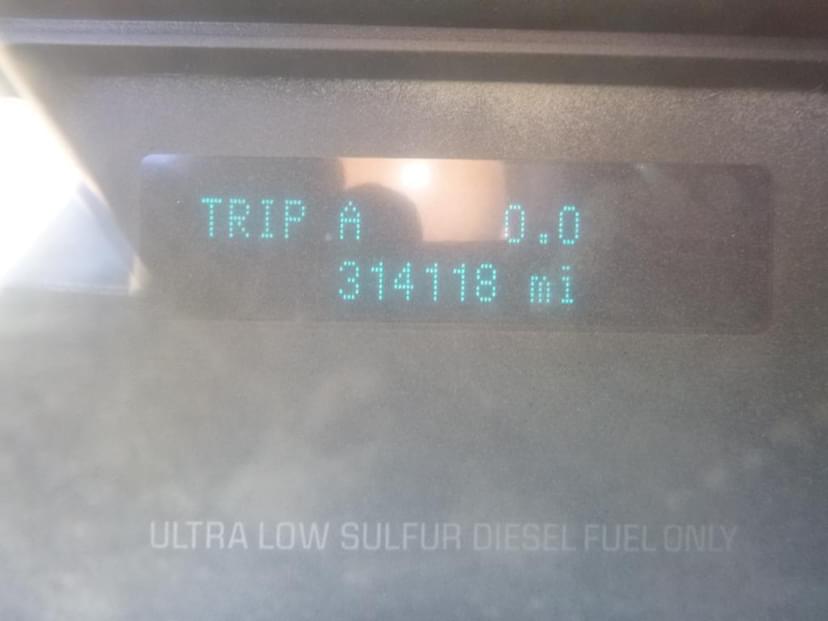 TRIP A 0.0
314118 mi
ULTRA LOW SULFUR DIESEL FUEL ONLY